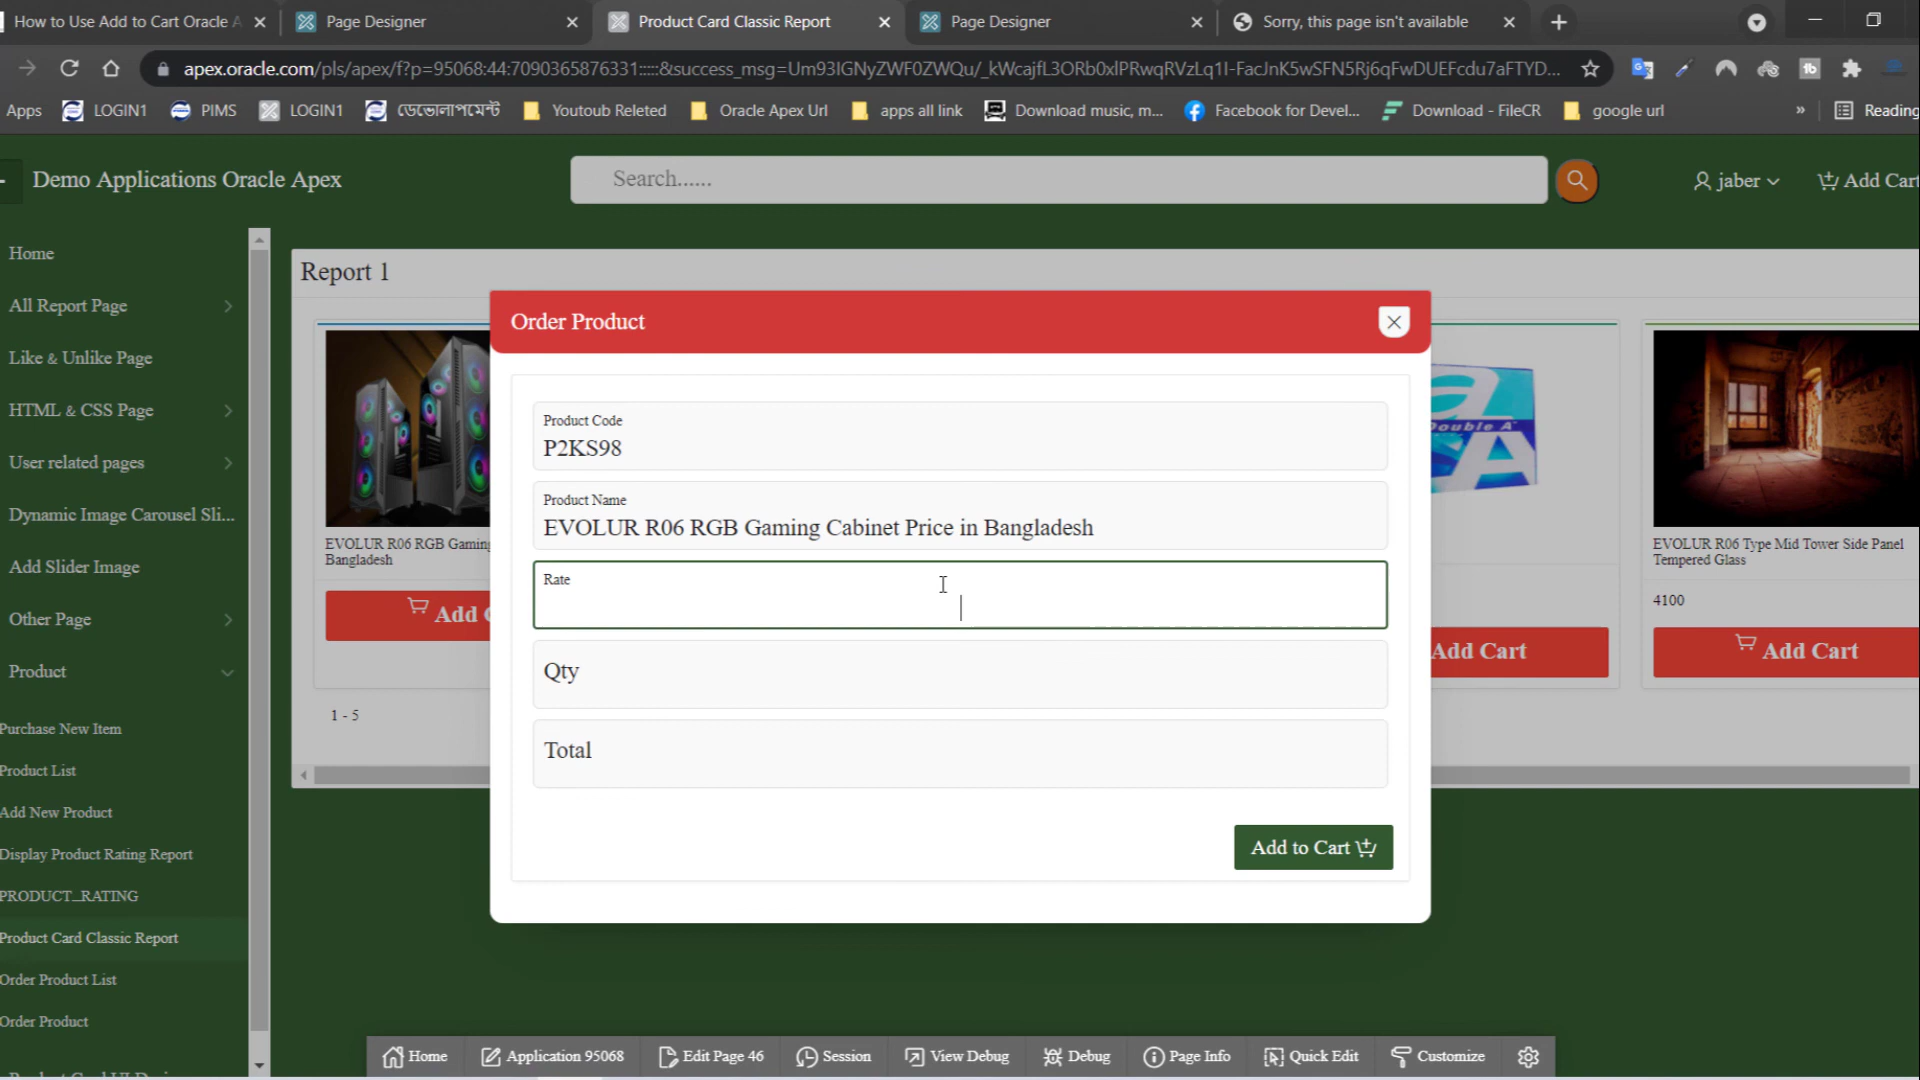 How to Use Add to Cart Oracle A
Page Designer
Product Card Classic Report
Page Designer
Sorry, this page isn't available
apex.oracle.com/pls/apex/f?p=95068:44:7090365876331:::::&success_msg=Um93IGNyZWF0ZWQu/_kWcajfL3ORb0xlPRwqRVzLq1I-FacJnK5wSFN5Rj6qFwDUEFcdu7aFTYD...
Apps
LOGIN1
PIMS
LOGIN1
ডেভোলাপমেন্ট
Youtoub Releted
Oracle Apex Url
apps all link
Download music, m...
Facebook for Devel...
Download - FileCR
google url
»
Reading
Demo Applications Oracle Apex
Search......
jaber
Add Cart
Home
All Report Page
Like & Unlike Page
HTML & CSS Page
User related pages
Dynamic Image Carousel Sli...
Add Slider Image
Other Page
Product
Purchase New Item
Product List
Add New Product
Display Product Rating Report
PRODUCT_RATING
Product Card Classic Report
Order Product List
Order Product
Report 1
EVOLUR R06 RGB Gaming
Bangladesh
Add C
1 - 5
Order Product
Product Code
P2KS98
Product Name
EVOLUR R06 RGB Gaming Cabinet Price in Bangladesh
Rate
Qty
Total
Add to Cart
Double A
Add Cart
EVOLUR R06 Type Mid Tower Side Panel
Tempered Glass
4100
Add Cart
Home
Application 95068
Edit Page 46
Session
View Debug
Debug
Page Info
Quick Edit
Customize